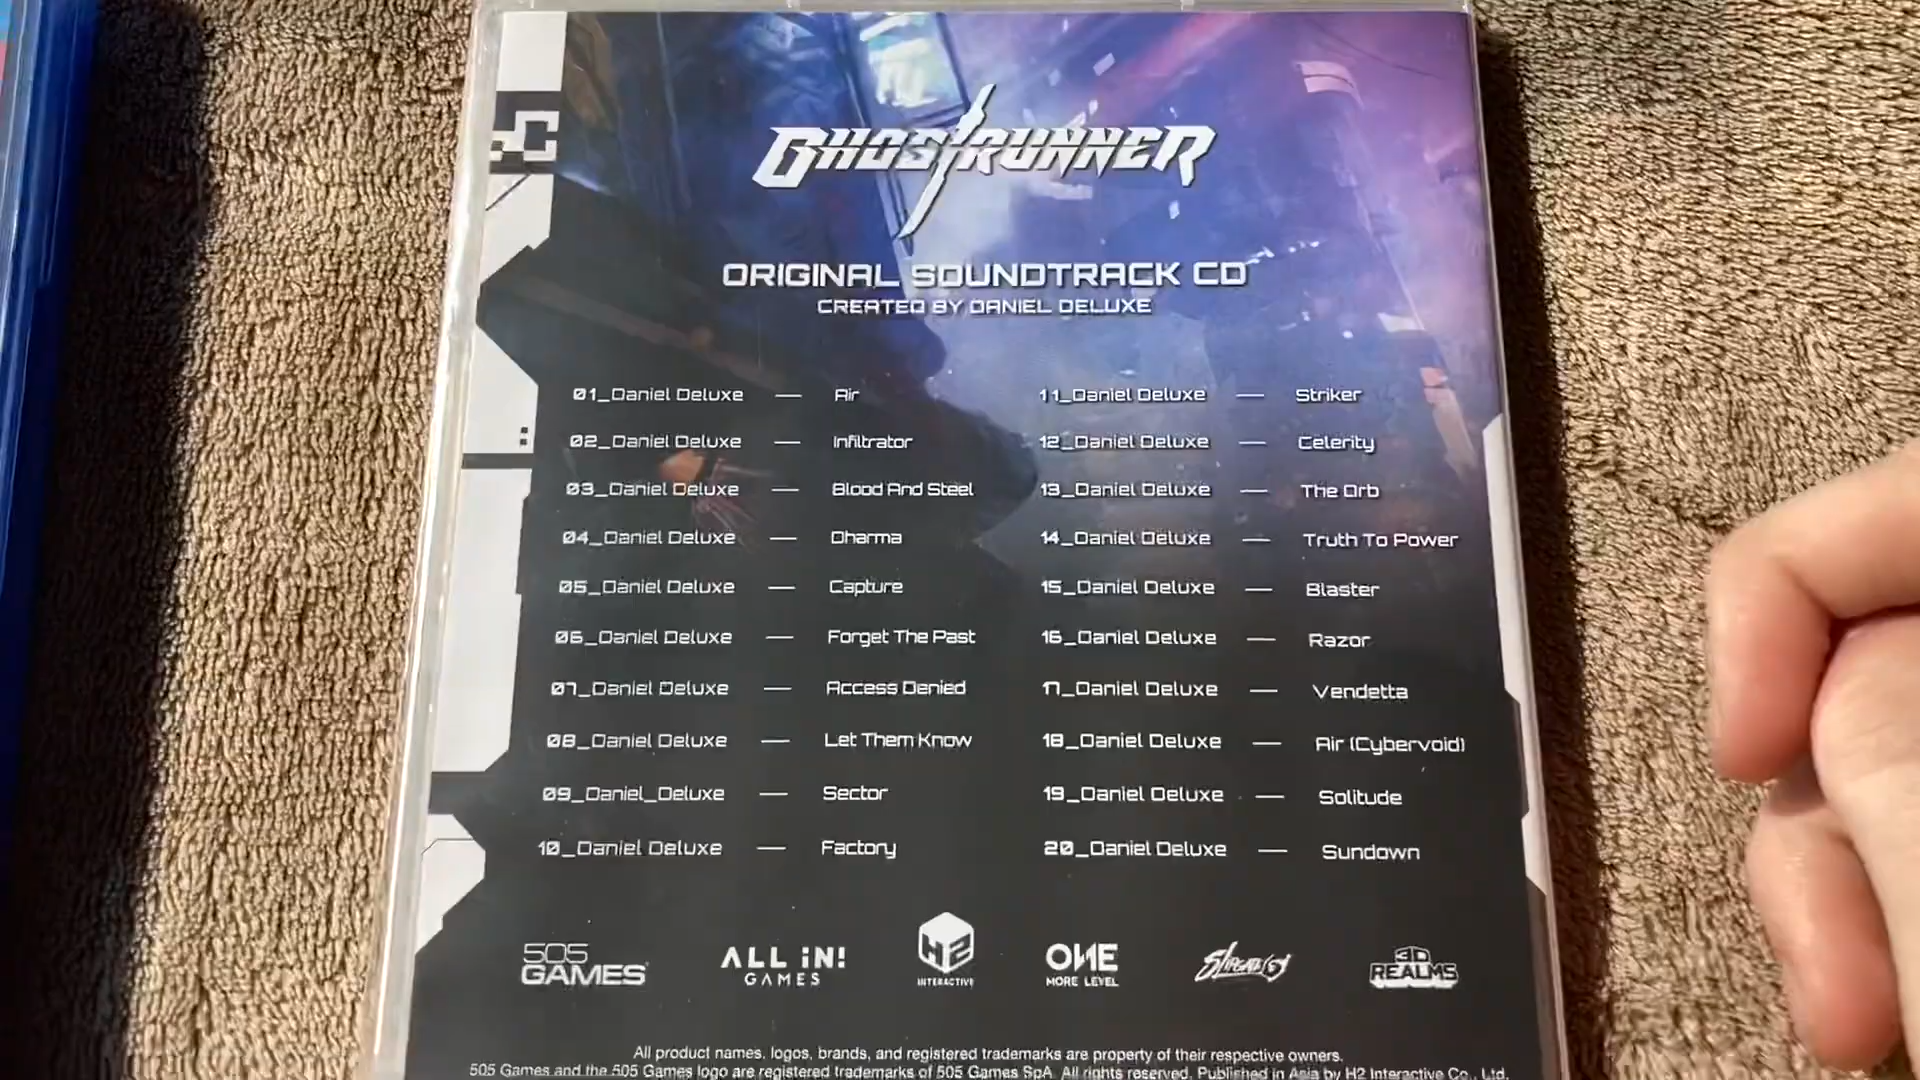 GHOSTRUNNER
ORIGINAL SOUNDTRACK CD
CREATED BY DANIEL DELUXE
01_Daniel Deluxe — Air
02_Daniel Deluxe — Infiltrator
03_Daniel Deluxe — Blood And Steel
04_Daniel Deluxe — Dharma
05_Daniel Deluxe — Capture
06_Daniel Deluxe — Forget The Past
07_Daniel Deluxe — Access Denied
08_Daniel Deluxe — Let Them Know
09_Daniel_Deluxe — Sector
10_Daniel Deluxe — Factory
11_Daniel Deluxe — Striker
12_Daniel Deluxe — Celerity
13_Daniel Deluxe — The Orb
14_Daniel Deluxe — Truth To Power
15_Daniel Deluxe — Blaster
16_Daniel Deluxe — Razor
17_Daniel Deluxe — Vendetta
18_Daniel Deluxe — Air (Cybervoid)
19_Daniel Deluxe — Solitude
20_Daniel Deluxe — Sundown
505 GAMES
ALL iN! GAMES
H2 INTERACTIVE
ONE MORE LEVEL
3D REALMS
All product names, logos, brands, and registered trademarks are property of their respective owners.
505 Games and the 505 Games logo are registered trademarks of 505 Games SpA. All rights reserved. Published in Asia by H2 Interactive Co., Ltd.